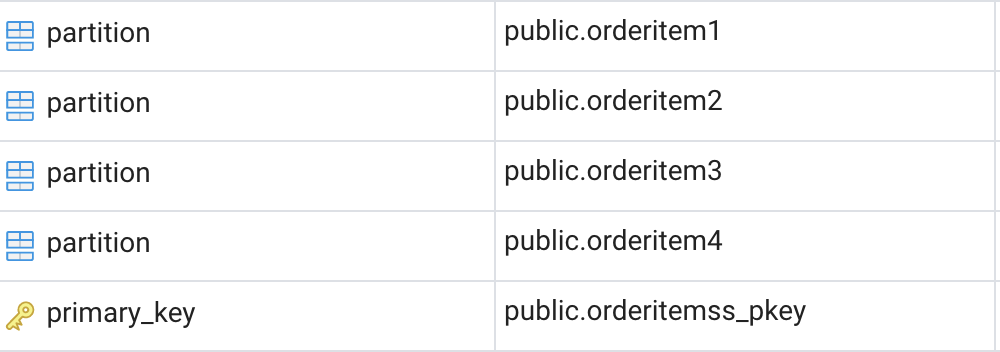 partition public.orderitem1
partition public.orderitem2
partition public.orderitem3
partition public.orderitem4
primary_key public.orderitemss_pkey